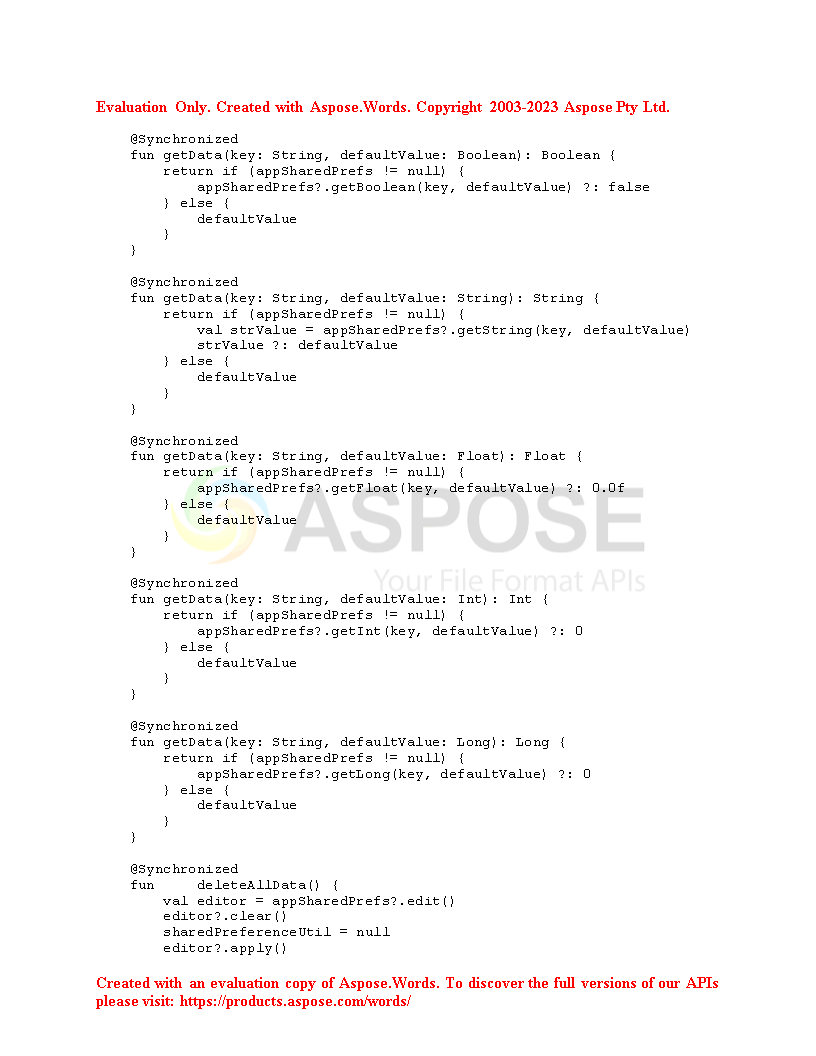 Evaluation Only. Created with Aspose.Words. Copyright 2003-2023 Aspose Pty Ltd.
@Synchronized
fun getData(key: String, defaultValue: Boolean): Boolean {
    return if (appSharedPrefs != null) {
        appSharedPrefs?.getBoolean(key, defaultValue) ?: false
    } else {
        defaultValue
    }
}
@Synchronized
fun getData(key: String, defaultValue: String): String {
    return if (appSharedPrefs != null) {
        val strValue = appSharedPrefs?.getString(key, defaultValue)
        strValue ?: defaultValue
    } else {
        defaultValue
    }
}
@Synchronized
fun getData(key: String, defaultValue: Float): Float {
    return if (appSharedPrefs != null) {
        appSharedPrefs?.getFloat(key, defaultValue) ?: 0.0f
    } else {
        defaultValue
    }
}
ASPOSE
Your File Format APIs
@Synchronized
fun getData(key: String, defaultValue: Int): Int {
    return if (appSharedPrefs != null) {
        appSharedPrefs?.getInt(key, defaultValue) ?: 0
    } else {
        defaultValue
    }
}
@Synchronized
fun getData(key: String, defaultValue: Long): Long {
    return if (appSharedPrefs != null) {
        appSharedPrefs?.getLong(key, defaultValue) ?: 0
    } else {
        defaultValue
    }
}
@Synchronized
fun     deleteAllData() {
    val editor = appSharedPrefs?.edit()
    editor?.clear()
    sharedPreferenceUtil = null
    editor?.apply()
Created with an evaluation copy of Aspose.Words. To discover the full versions of our APIs
please visit: https://products.aspose.com/words/